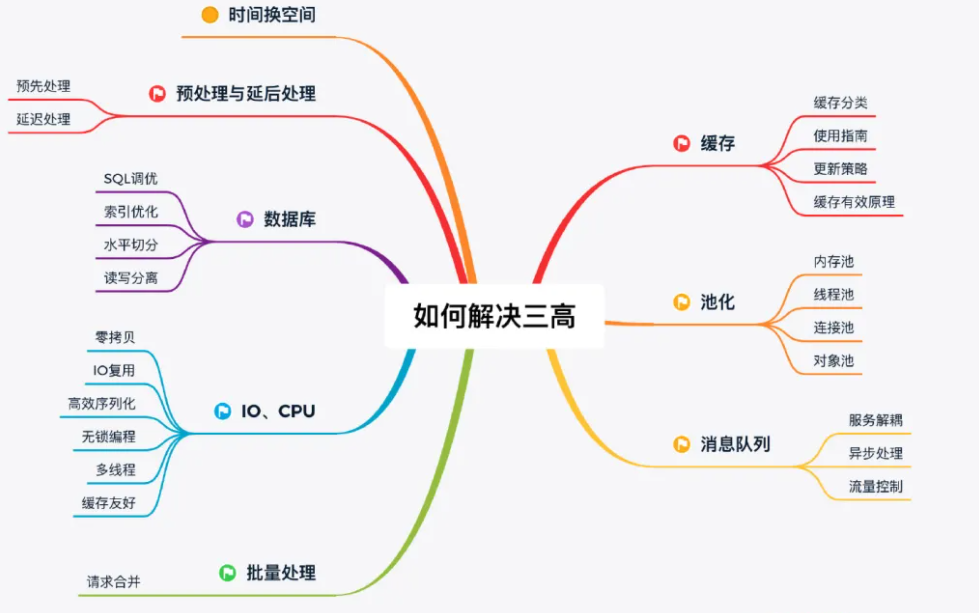 如何解决三高
缓存
缓存分类
使用指南
更新策略
缓存有效原理
池化
内存池
线程池
连接池
对象池
消息队列
服务解耦
异步处理
流量控制
时间换空间
预处理与延后处理
预先处理
延迟处理
数据库
SQL调优
索引优化
水平切分
读写分离
IO、CPU
零拷贝
IO复用
高效序列化
无锁编程
多线程
缓存友好
批量处理
请求合并